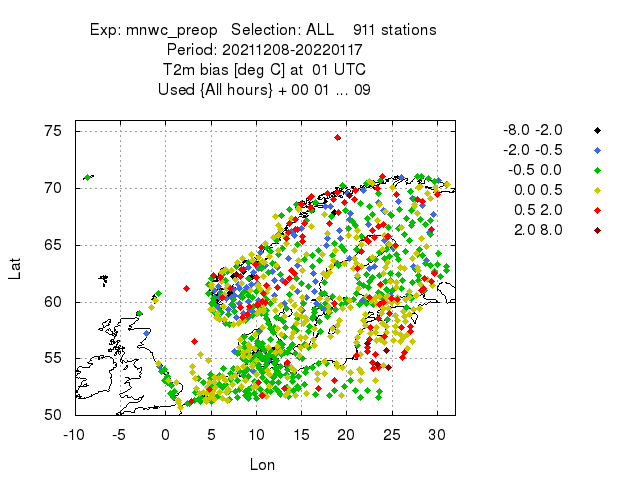 Exp: mnwc_preop   Selection: ALL    911 stations
Period: 20211208-20220117
T2m bias [deg C] at  01 UTC
Used {All hours} + 00 01 ... 09
-8.0 -2.0
-2.0 -0.5
-0.5 0.0
0.0 0.5
0.5 2.0
2.0 8.0
Lat
75
70
65
60
55
50
-10 -5 0 5 10 15 20 25 30
Lon